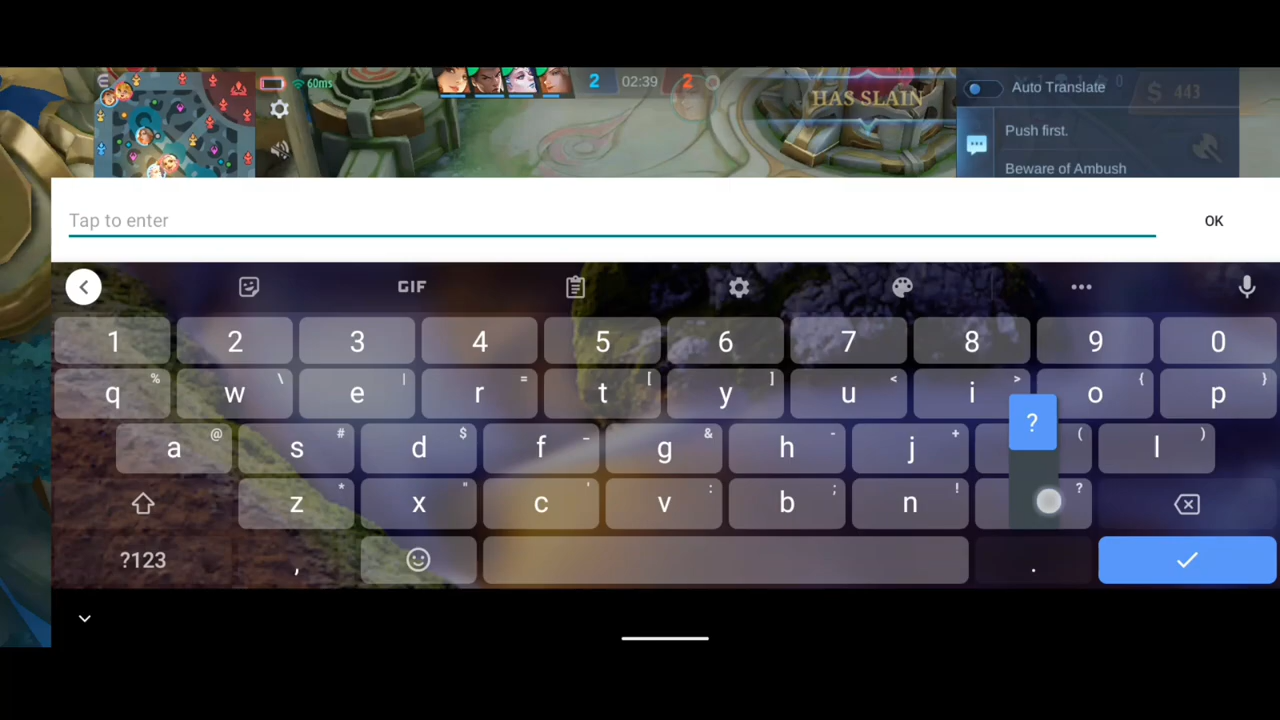 60ms
2 02:39 2
HAS SLAIN
Auto Translate
$ 443
Push first.
Beware of Ambush
Tap to enter
OK
GIF
1 2 3 4 5 6 7 8 9 0
q % w \ e | r = t [ y ] u < i > o { p }
?
a @ s # d $ f _ g & h - j + ( l )
z * x " c ' v : b ; n ! ?
?123 , .